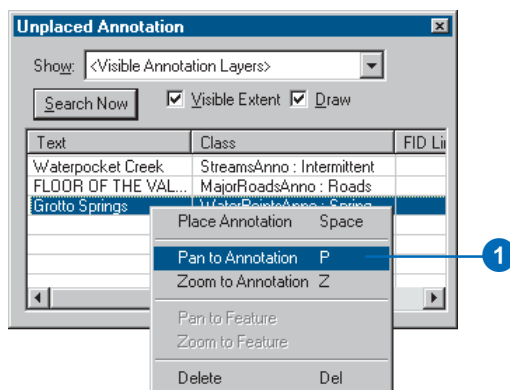 Unplaced Annotation
Show: <Visible Annotation Layers>
Search Now Visible Extent Draw
Text Class FID Li
Waterpocket Creek StreamsAnno : Intermittent
FLOOR OF THE VAL... MajorRoadsAnno : Roads
Grotto Springs WaterPointsAnno : Spring
Place Annotation Space
Pan to Annotation P
1
Zoom to Annotation Z
Pan to Feature
Zoom to Feature
Delete Del